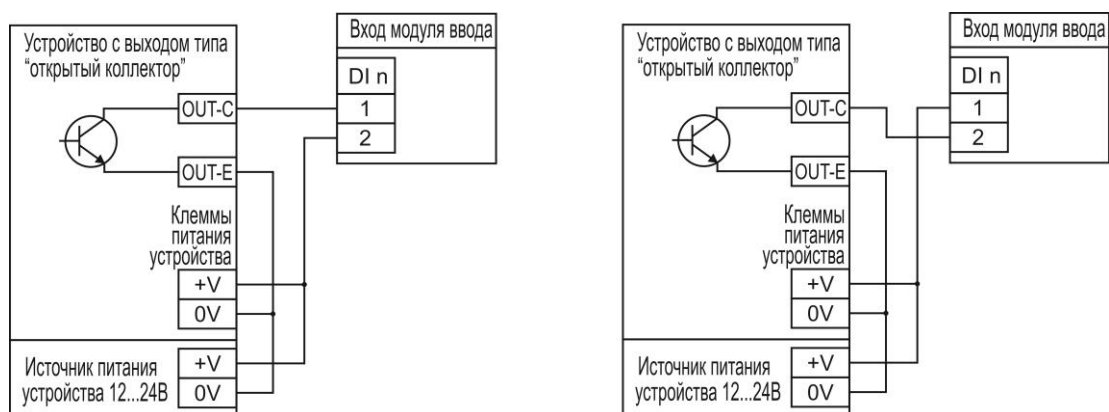 Устройство с выходом типа
“открытый коллектор”
OUT-C
OUT-E
Клеммы
питания
устройства
+V
0V
Источник питания
устройства 12...24В
+V
0V
Вход модуля ввода
DI n
1
2
Устройство с выходом типа
“открытый коллектор”
OUT-C
OUT-E
Клеммы
питания
устройства
+V
0V
Источник питания
устройства 12...24В
+V
0V
Вход модуля ввода
DI n
1
2